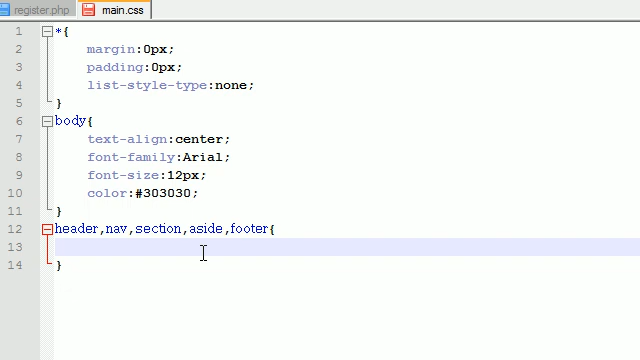 register.php main.css
1 *{
2 margin:0px;
3 padding:0px;
4 list-style-type:none;
5 }
6 body{
7 text-align:center;
8 font-family:Arial;
9 font-size:12px;
10 color:#303030;
11 }
12 header,nav,section,aside,footer{
13
14 }